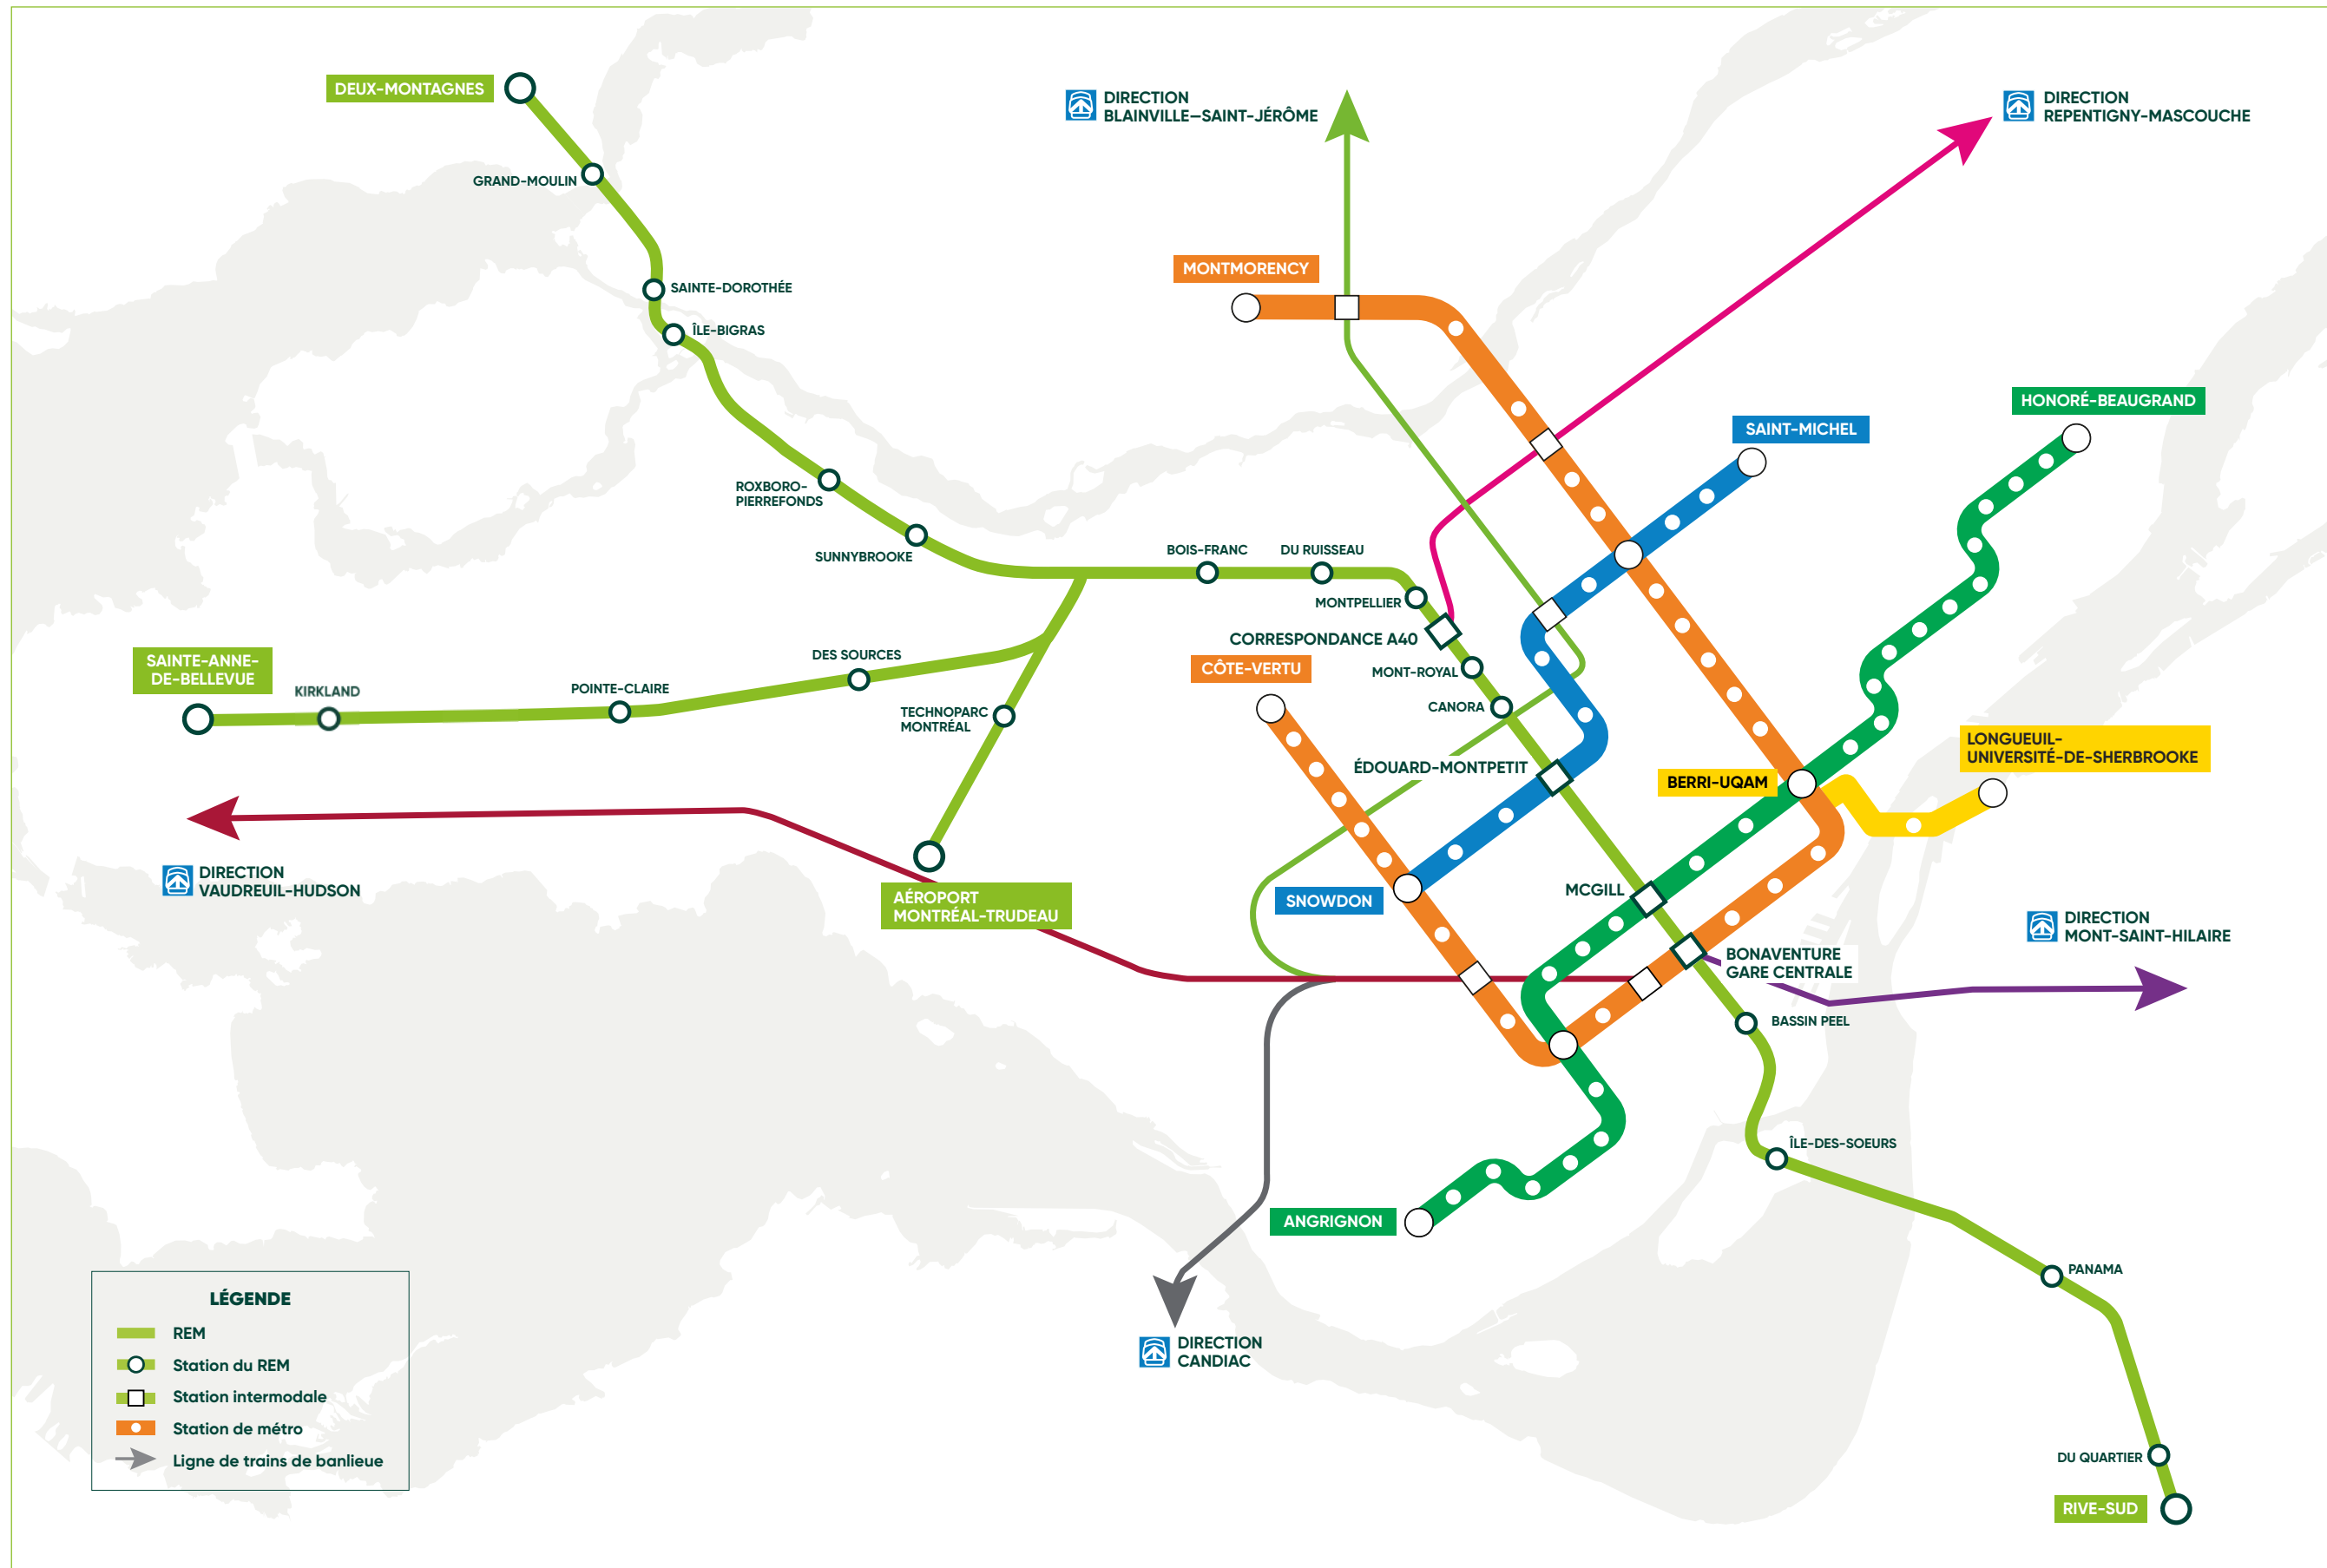 DEUX-MONTAGNES
GRAND-MOULIN
SAINTE-DOROTHÉE
ÎLE-BIGRAS
ROXBORO-
PIERREFONDS
SUNNYBROOKE
BOIS-FRANC
DU RUISSEAU
MONTPELLIER
CORRESPONDANCE A40
MONT-ROYAL
CANORA
ÉDOUARD-MONTPETIT
MCGILL
BONAVENTURE
GARE CENTRALE
BASSIN PEEL
ÎLE-DES-SOEURS
PANAMA
DU QUARTIER
RIVE-SUD
SAINTE-ANNE-
DE-BELLEVUE
KIRKLAND
POINTE-CLAIRE
DES SOURCES
TECHNOPARC
MONTRÉAL
AÉROPORT
MONTRÉAL-TRUDEAU
DIRECTION
BLAINVILLE–SAINT-JÉRÔME
DIRECTION
REPENTIGNY-MASCOUCHE
MONTMORENCY
SAINT-MICHEL
HONORÉ-BEAUGRAND
CÔTE-VERTU
LONGUEUIL-
UNIVERSITÉ-DE-SHERBROOKE
BERRI-UQAM
SNOWDON
ANGRIGNON
DIRECTION
VAUDREUIL-HUDSON
DIRECTION
MONT-SAINT-HILAIRE
DIRECTION
CANDIAC
LÉGENDE
REM
Station du REM
Station intermodale
Station de métro
Ligne de trains de banlieue